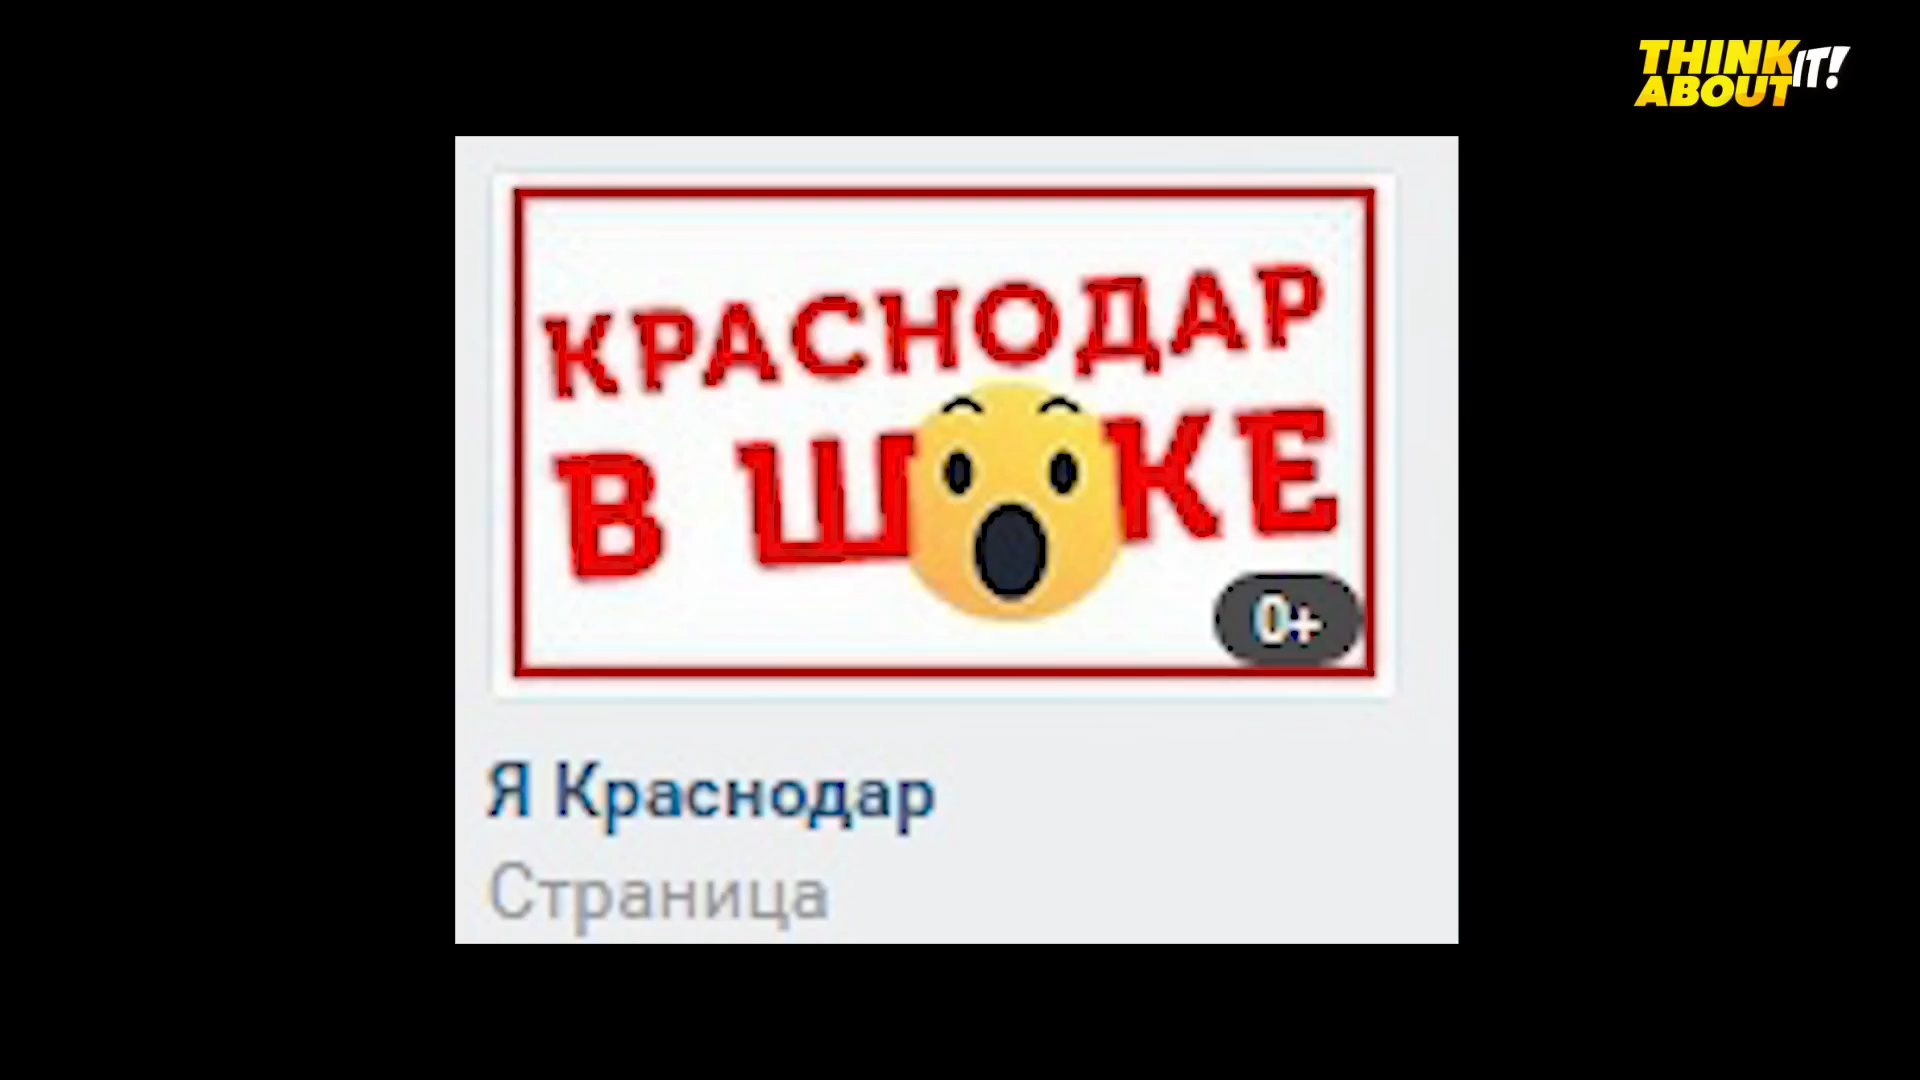 THINK
ABOUT IT!
КРАСНОДАР
В Ш😮КЕ
0+
Я Краснодар
Страница